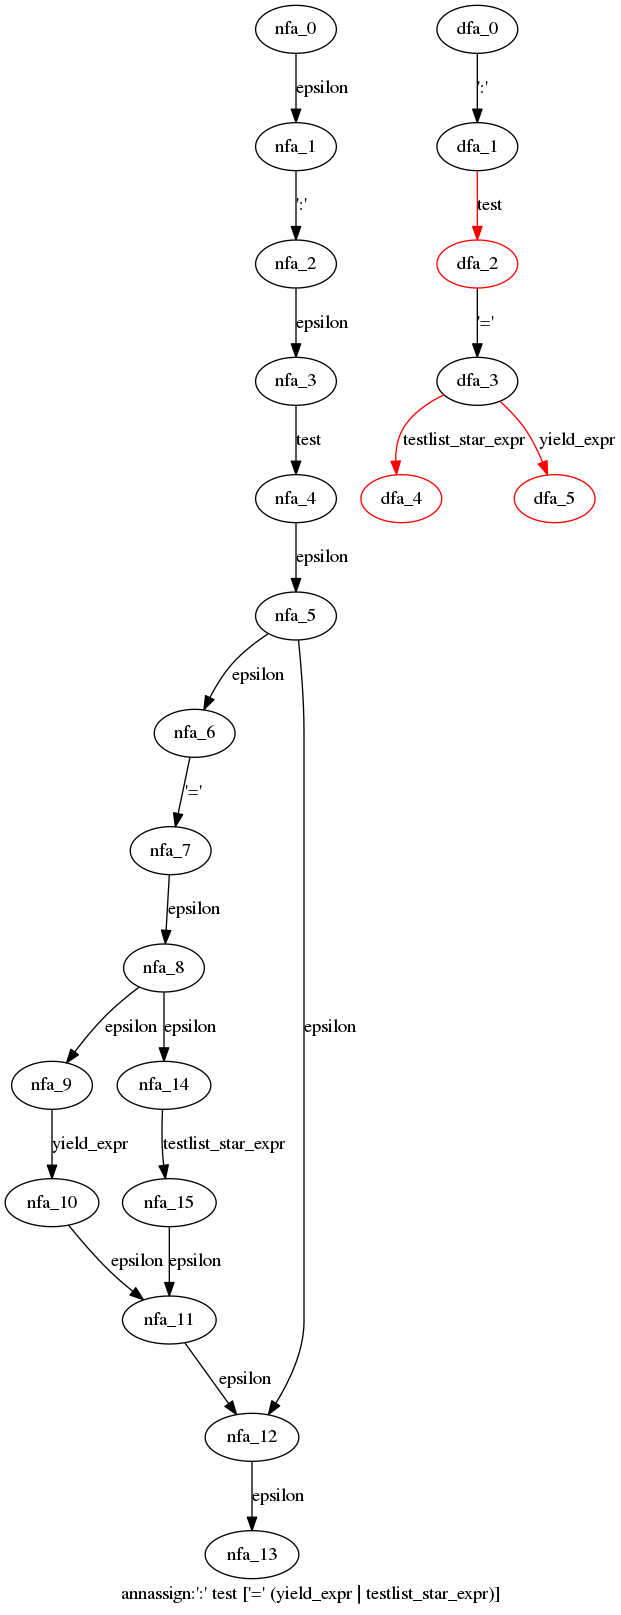 nfa_0 dfa_0
epsilon ':'
nfa_1 dfa_1
':' test
nfa_2 dfa_2
epsilon '='
nfa_3 dfa_3
test testlist_star_expr yield_expr
nfa_4 dfa_4 dfa_5
epsilon
nfa_5
epsilon
nfa_6
'='
nfa_7
epsilon
nfa_8
epsilon epsilon epsilon
nfa_9 nfa_14
yield_expr testlist_star_expr
nfa_10 nfa_15
epsilon epsilon
nfa_11
epsilon
nfa_12
epsilon
nfa_13
annassign:':' test ['=' (yield_expr | testlist_star_expr)]